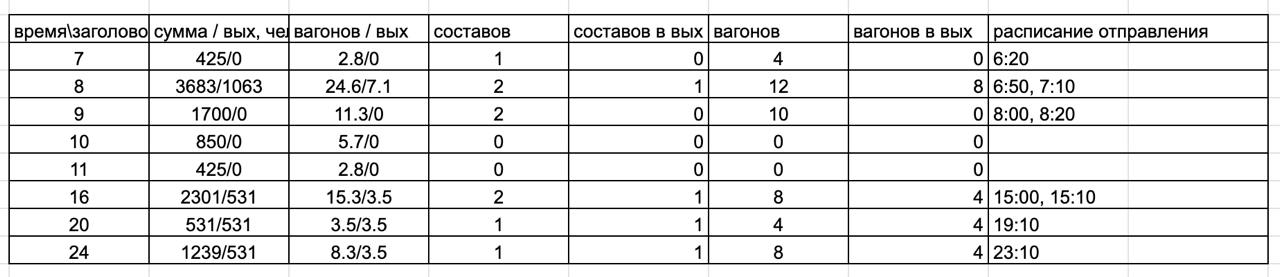 время\заголово сумма / вых, чел вагонов / вых составов составов в вых вагонов вагонов в вых расписание отправления
7 425/0 2.8/0 1 0 4 0 6:20
8 3683/1063 24.6/7.1 2 1 12 8 6:50, 7:10
9 1700/0 11.3/0 2 0 10 0 8:00, 8:20
10 850/0 5.7/0 0 0 0 0
11 425/0 2.8/0 0 0 0 0
16 2301/531 15.3/3.5 2 1 8 4 15:00, 15:10
20 531/531 3.5/3.5 1 1 4 4 19:10
24 1239/531 8.3/3.5 1 1 8 4 23:10